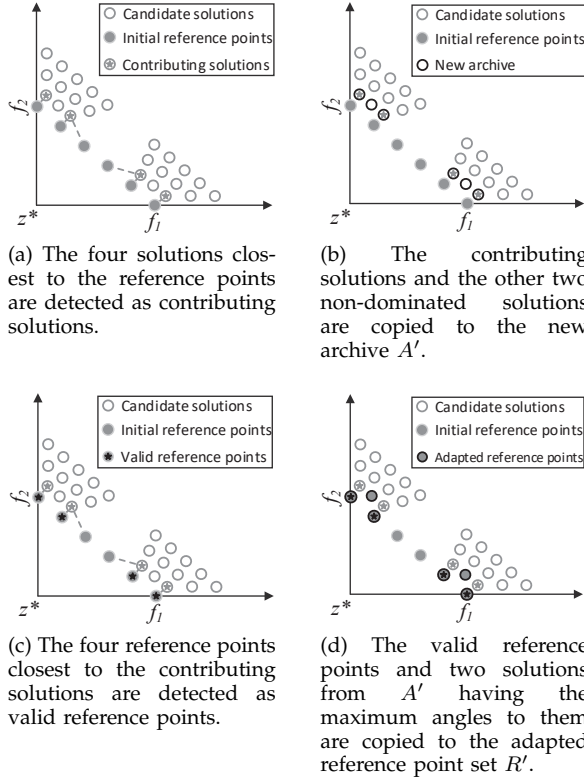 Candidate solutions
Initial reference points
Contributing solutions
f2
z*
f1
(a) The four solutions clos-
est to the reference points
are detected as contributing
solutions.
Candidate solutions
Initial reference points
New archive
f2
z*
f1
(b) The contributing
solutions and the other two
non-dominated solutions
are copied to the new
archive A′.
Candidate solutions
Initial reference points
Valid reference points
f2
z*
f1
(c) The four reference points
closest to the contributing
solutions are detected as
valid reference points.
Candidate solutions
Initial reference points
Adapted reference points
f2
z*
f1
(d) The valid reference
points and two solutions
from A′ having the
maximum angles to them
are copied to the adapted
reference point set R′.